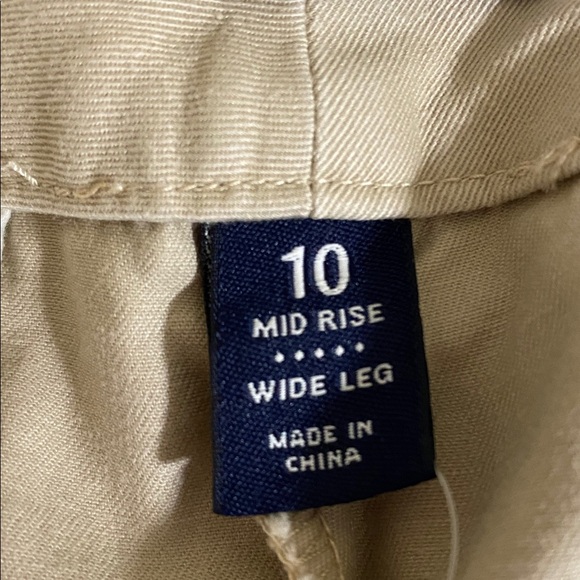 10
MID RISE
•••••
WIDE LEG
MADE IN
CHINA